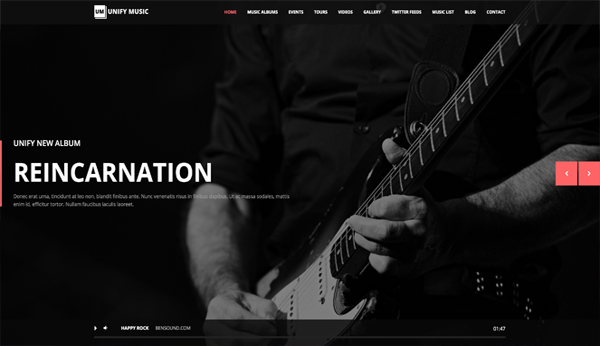 UM UNIFY MUSIC
HOME MUSIC ALBUMS EVENTS TOURS VIDEOS GALLERY TWITTER FEEDS MUSIC LIST BLOG CONTACT
UNIFY NEW ALBUM
REINCARNATION
Donec erat urna, tincidunt at leo non, blandit finibus ante. Nunc venenatis risus in finibus dapibus. Ut ac massa sodales, mattis
enim id, efficitur tortor. Nullam faucibus iaculis laoreet.
HAPPY ROCK BENSOUND.COM 01:47